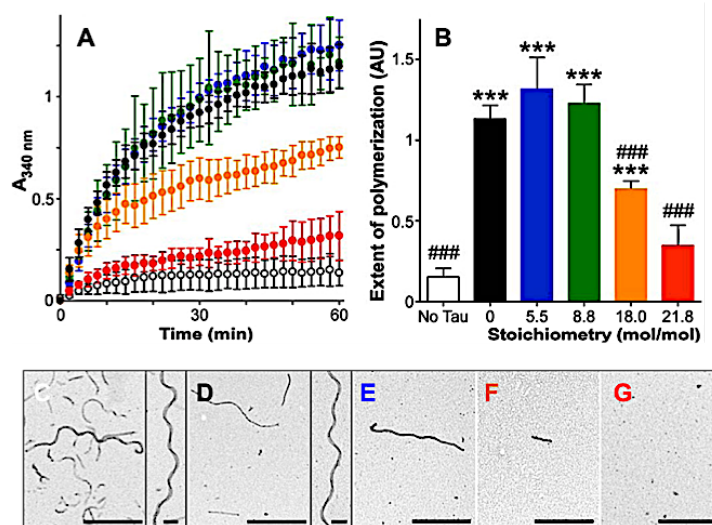 A
A340 nm
1
0.5
0
0
30
60
Time (min)
B
Extent of polymerization (AU)
1.5
1
0.5
0
###
***
***
***
###
***
###
No Tau
0
5.5
8.8
18.0
21.8
Stoichiometry (mol/mol)
C
D
E
F
G